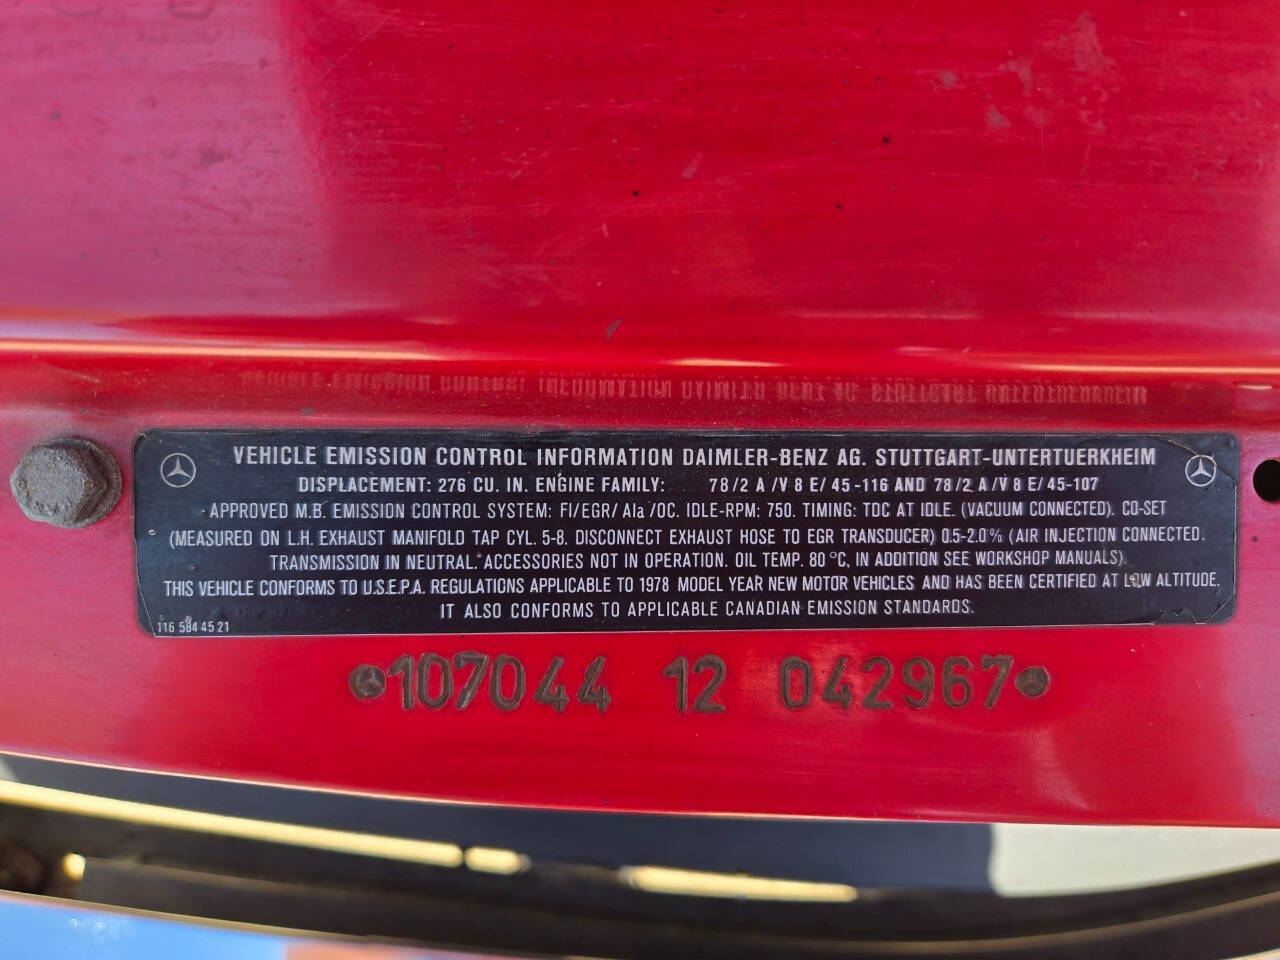 VEHICLE EMISSION CONTROL INFORMATION DAIMLER-BENZ AG. STUTTGART-UNTERTUERKHEIM
DISPLACEMENT: 276 CU. IN. ENGINE FAMILY: 78/2 A /V 8 E/ 45 -116 AND 78/2 A /V 8 E/ 45-107
APPROVED M.B. EMISSION CONTROL SYSTEM: FI/EGR/ AIa /OC. IDLE-RPM: 750. TIMING: TDC AT IDLE. (VACUUM CONNECTED). CO-SET
(MEASURED ON L.H. EXHAUST MANIFOLD TAP CYL. 5-8. DISCONNECT EXHAUST HOSE TO EGR TRANSDUCER) 0.5-2.0% (AIR INJECTION CONNECTED.
TRANSMISSION IN NEUTRAL. ACCESSORIES NOT IN OPERATION. OIL TEMP. 80 °C, IN ADDITION SEE WORKSHOP MANUALS).
THIS VEHICLE CONFORMS TO U.S.E.P.A. REGULATIONS APPLICABLE TO 1978 MODEL YEAR NEW MOTOR VEHICLES AND HAS BEEN CERTIFIED AT LOW ALTITUDE.
IT ALSO CONFORMS TO APPLICABLE CANADIAN EMISSION STANDARDS.
116 584 45 21
107044 12 042967